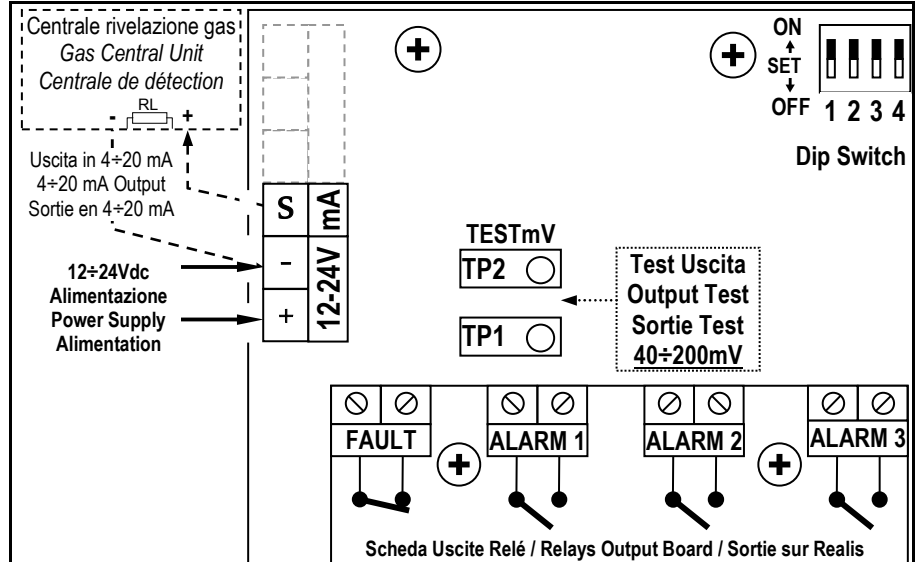 Centrale rivelazione gas
Gas Central Unit
Centrale de détection
RL
- +
Uscita in 4÷20 mA
4÷20 mA Output
Sortie en 4÷20 mA
12÷24Vdc
Alimentazione
Power Supply
Alimentation
S
-
+
mA
12-24V
ON
SET
OFF
1 2 3 4
Dip Switch
TESTmV
TP2
TP1
Test Uscita
Output Test
Sortie Test
40÷200mV
FAULT
ALARM 1
ALARM 2
ALARM 3
Scheda Uscite Relé / Relays Output Board / Sortie sur Realis